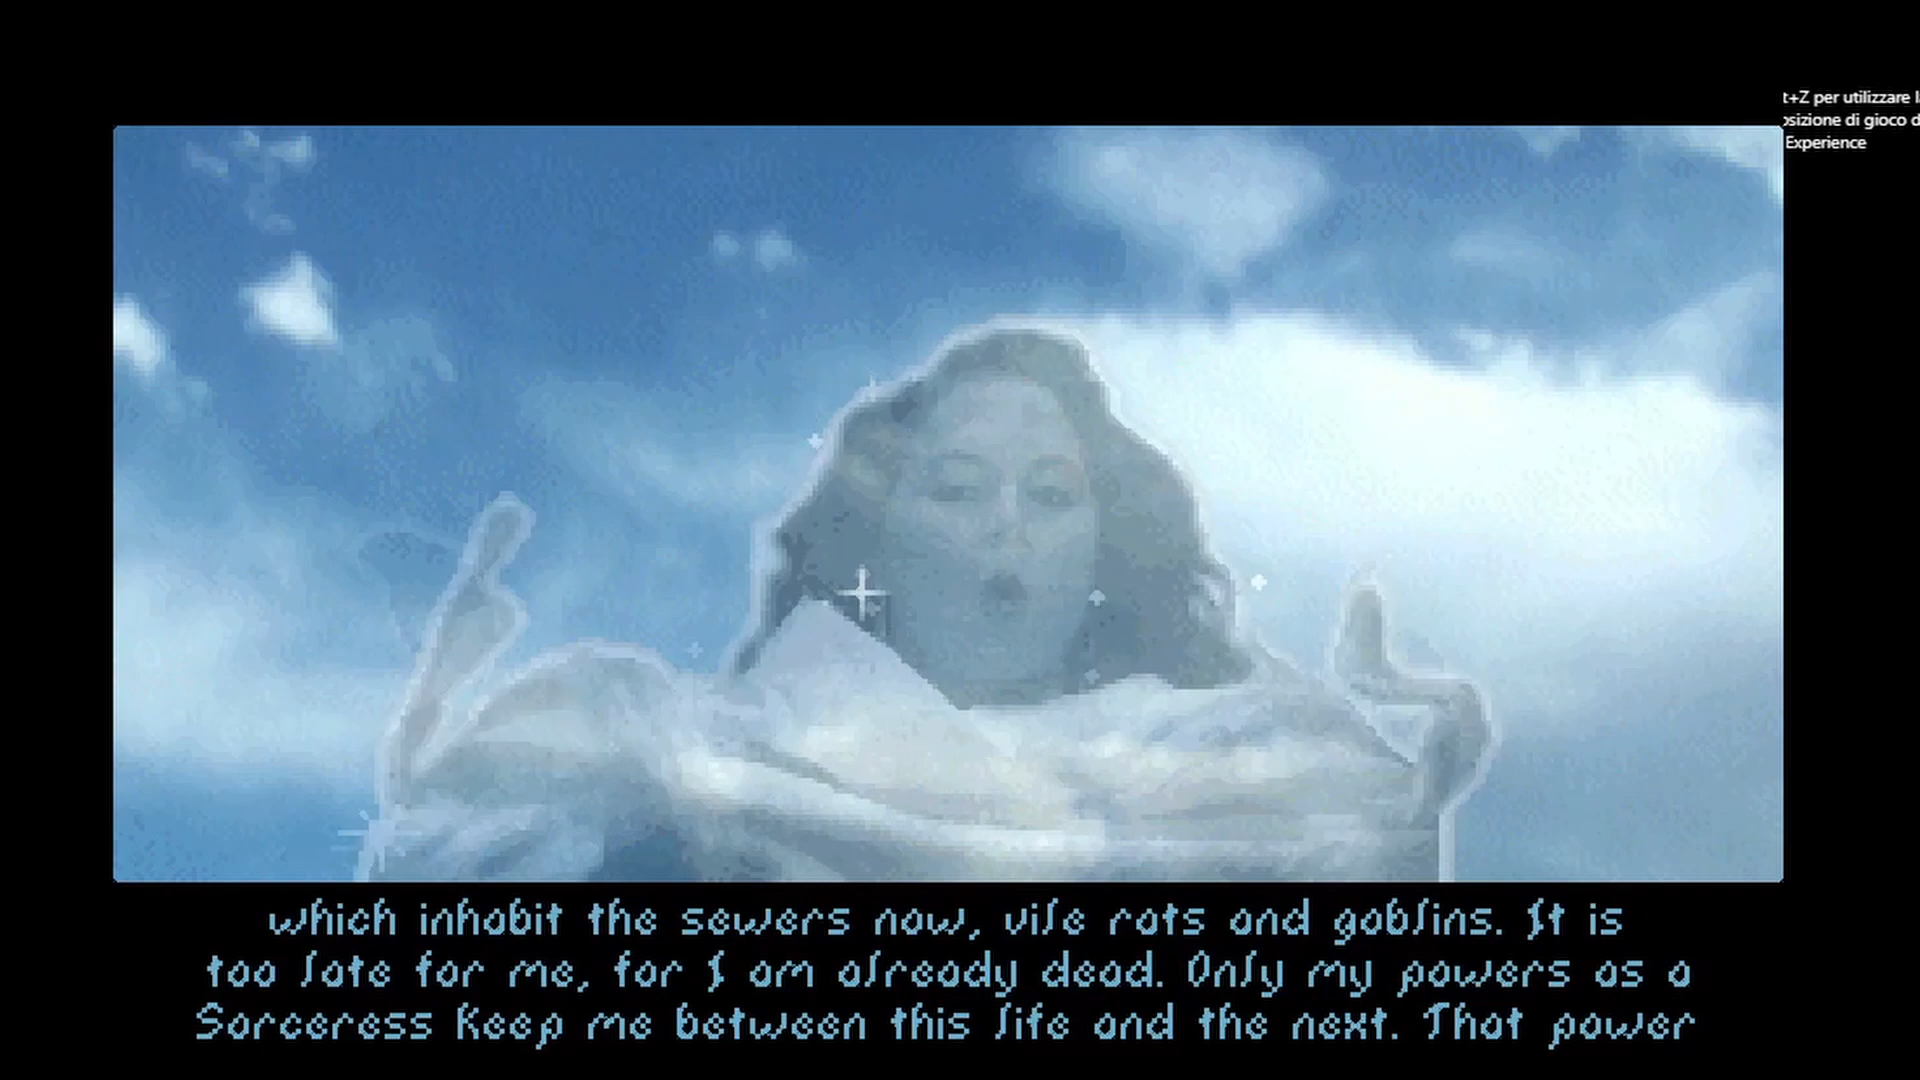 t+Z per utilizzare l
osizione di gioco d
Experience
which inhabit the sewers now, vile rats and goblins. It is
too late for me, for I am already dead. Only my powers as a
Sorceress keep me between this life and the next. That power